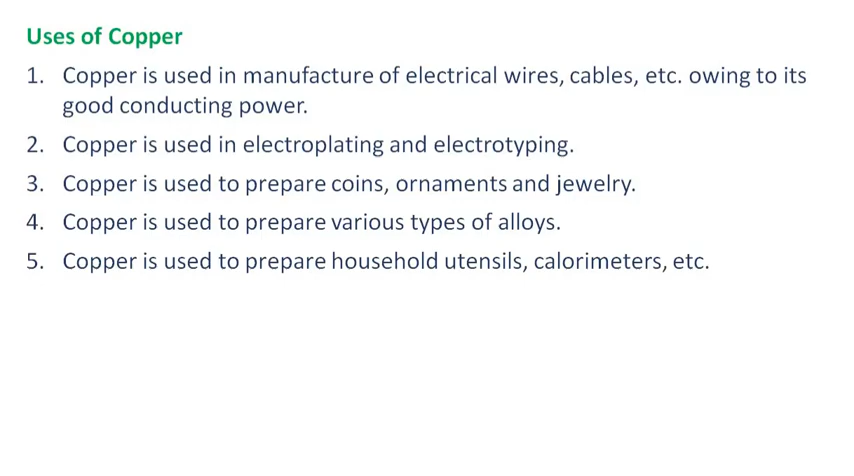 Uses of Copper
1. Copper is used in manufacture of electrical wires, cables, etc. owing to its
good conducting power.
2. Copper is used in electroplating and electrotyping.
3. Copper is used to prepare coins, ornaments and jewelry.
4. Copper is used to prepare various types of alloys.
5. Copper is used to prepare household utensils, calorimeters, etc.